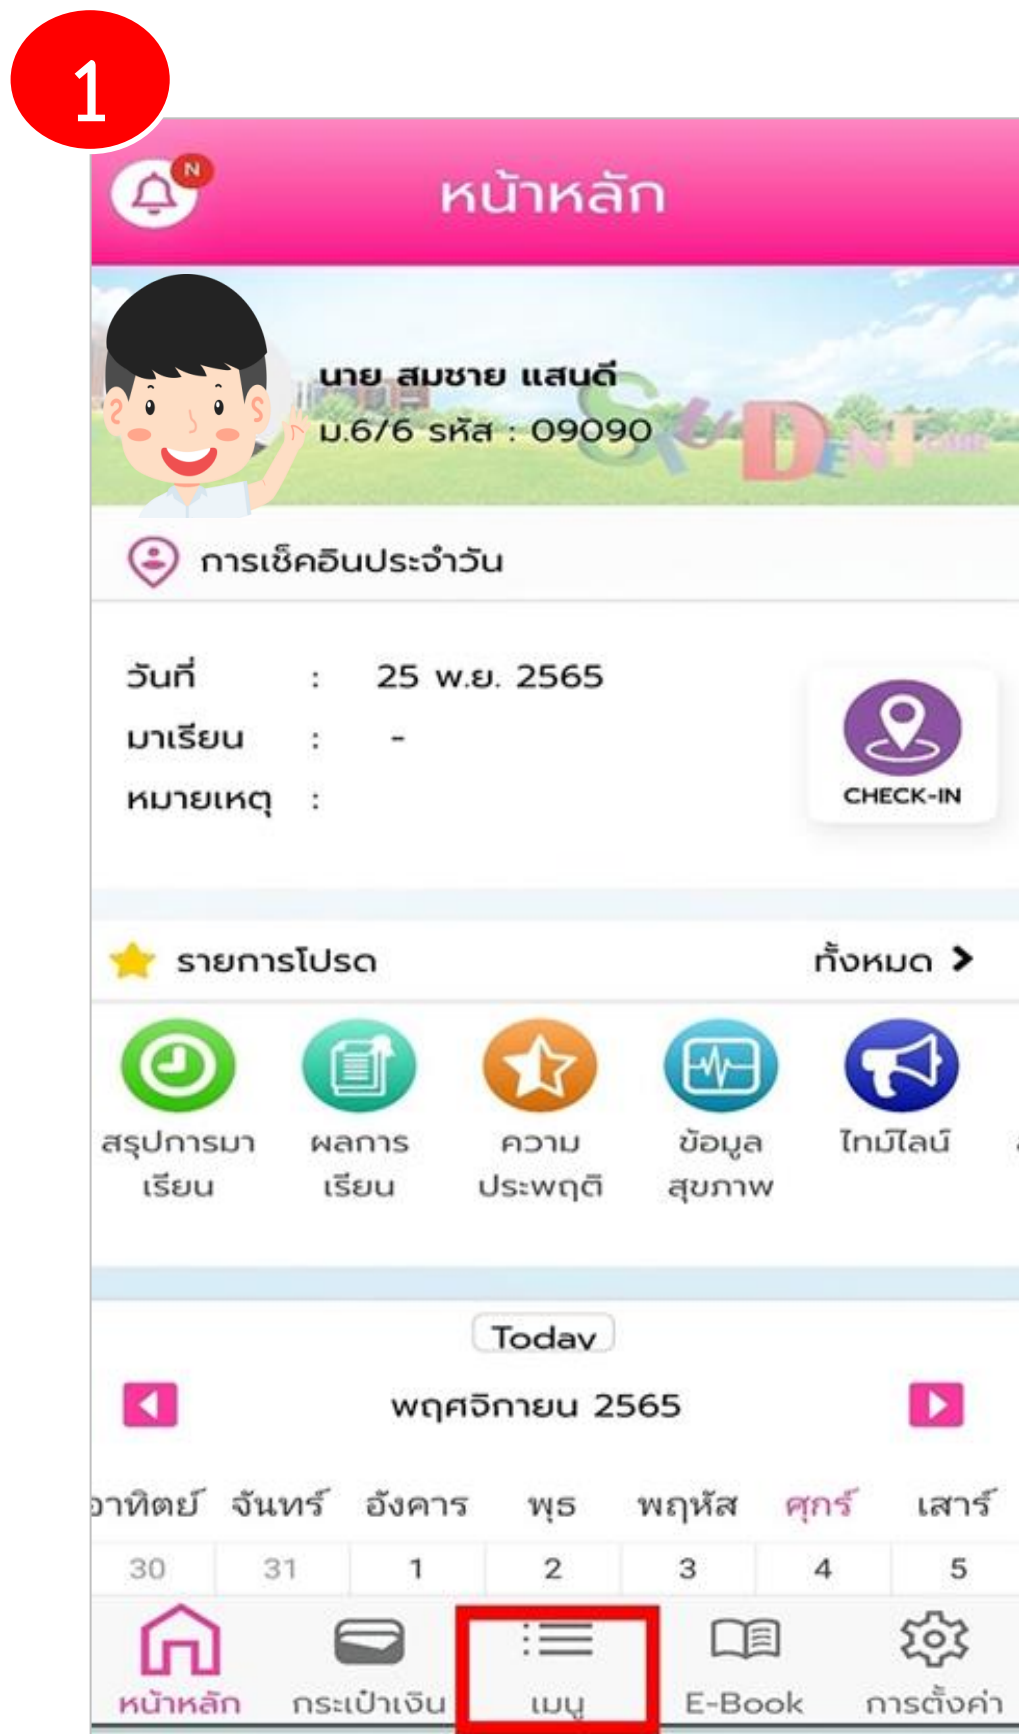 1
N
หน้าหลัก
นาย สมชาย แสนดี
ม.6/6 รหัส : 09090
STUDENT CARE
การเช็คอินประจำวัน
วันที่ : 25 พ.ย. 2565
มาเรียน : -
หมายเหตุ :
CHECK-IN
รายการโปรด ทั้งหมด >
สรุปการมา ผลการ ความ ข้อมูล ไทม์ไลน์
เรียน เรียน ประพฤติ สุขภาพ
Today
พฤศจิกายน 2565
อาทิตย์ จันทร์ อังคาร พุธ พฤหัส ศุกร์ เสาร์
30 31 1 2 3 4 5
หน้าหลัก กระเป๋าเงิน เมนู E-Book การตั้งค่า